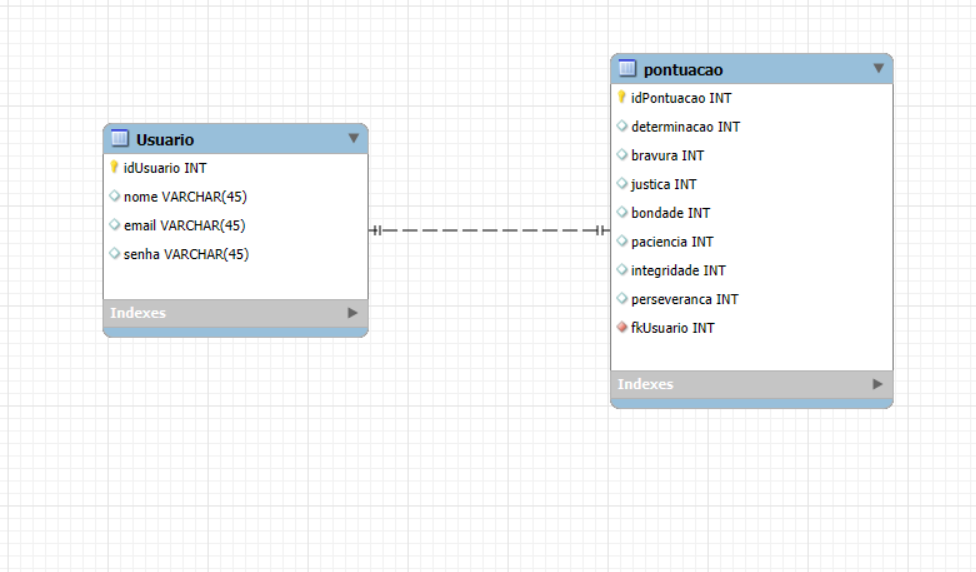 Usuario
idUsuario INT
nome VARCHAR(45)
email VARCHAR(45)
senha VARCHAR(45)
Indexes
pontuacao
idPontuacao INT
determinacao INT
bravura INT
justica INT
bondade INT
paciencia INT
integridade INT
perseveranca INT
fkUsuario INT
Indexes